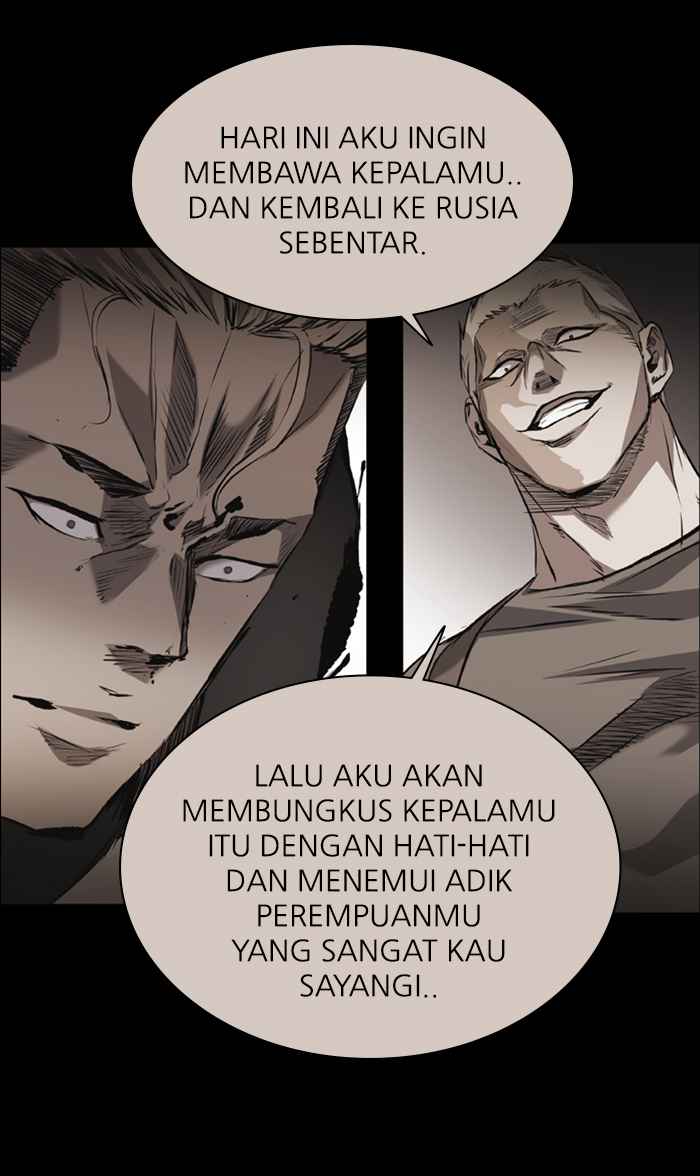 HARI INI AKU INGIN
MEMBAWA KEPALAMU..
DAN KEMBALI KE RUSIA
SEBENTAR.
LALU AKU AKAN
MEMBUNGKUS KEPALAMU
ITU DENGAN HATI-HATI
DAN MENEMUI ADIK
PEREMPUANMU
YANG SANGAT KAU
SAYANGI..